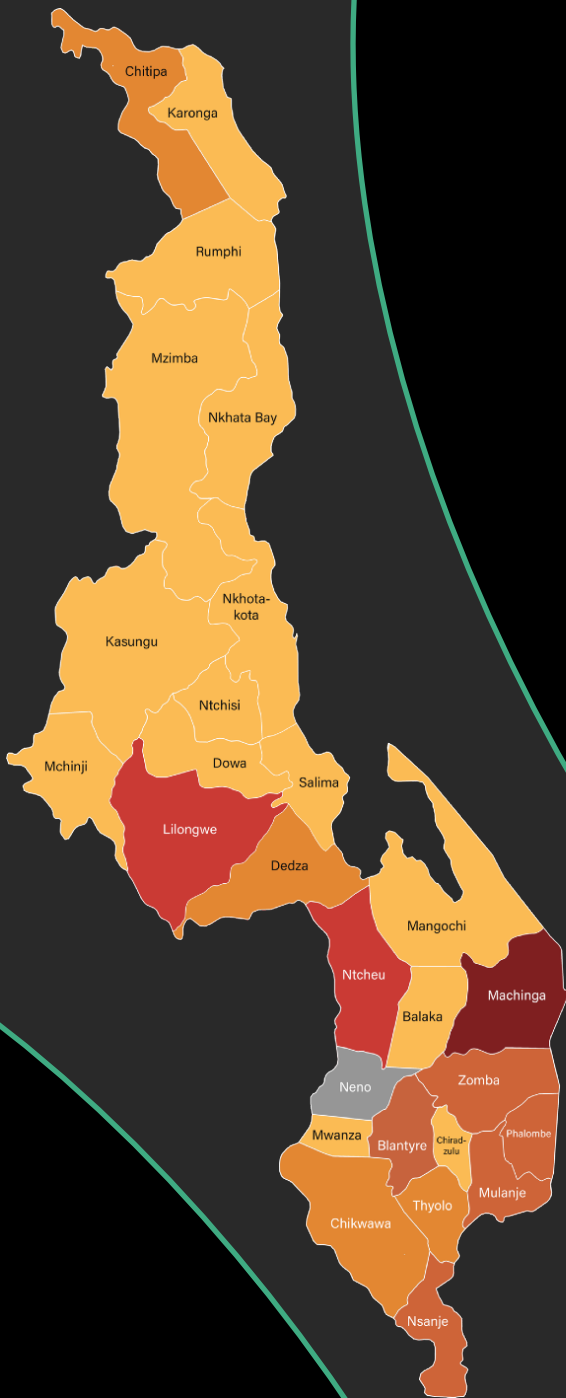 Chitipa
Karonga
Rumphi
Mzimba
Nkhata Bay
Nkhota-
kota
Kasungu
Ntchisi
Mchinji
Dowa
Salima
Lilongwe
Dedza
Mangochi
Ntcheu
Machinga
Balaka
Zomba
Neno
Phalombe
Mwanza
Blantyre
Chirad-
zulu
Mulanje
Thyolo
Chikwawa
Nsanje